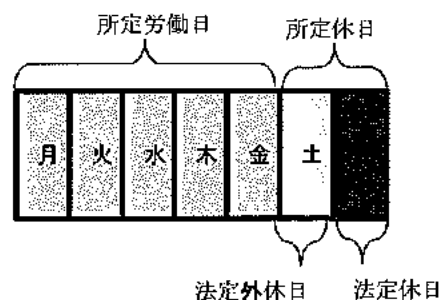 所定労働日 所定休日
月 火 水 木 金 土
法定外休日 法定休日